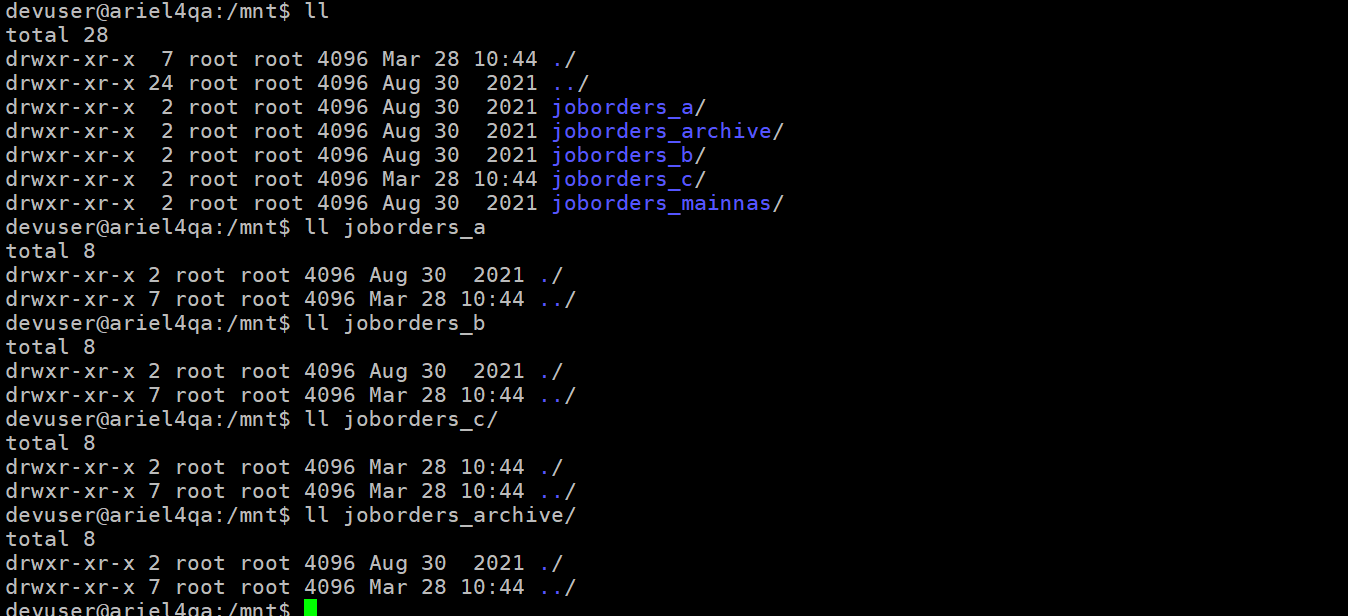 devuser@ariel4qa:/mnt$ ll
total 28
drwxr-xr-x  7 root root 4096 Mar 28 10:44 ./
drwxr-xr-x 24 root root 4096 Aug 30  2021 ../
drwxr-xr-x  2 root root 4096 Aug 30  2021 joborders_a/
drwxr-xr-x  2 root root 4096 Aug 30  2021 joborders_archive/
drwxr-xr-x  2 root root 4096 Aug 30  2021 joborders_b/
drwxr-xr-x  2 root root 4096 Mar 28 10:44 joborders_c/
drwxr-xr-x  2 root root 4096 Aug 30  2021 joborders_mainnas/
devuser@ariel4qa:/mnt$ ll joborders_a
total 8
drwxr-xr-x 2 root root 4096 Aug 30  2021 ./
drwxr-xr-x 7 root root 4096 Mar 28 10:44 ../
devuser@ariel4qa:/mnt$ ll joborders_b
total 8
drwxr-xr-x 2 root root 4096 Aug 30  2021 ./
drwxr-xr-x 7 root root 4096 Mar 28 10:44 ../
devuser@ariel4qa:/mnt$ ll joborders_c/
total 8
drwxr-xr-x 2 root root 4096 Mar 28 10:44 ./
drwxr-xr-x 7 root root 4096 Mar 28 10:44 ../
devuser@ariel4qa:/mnt$ ll joborders_archive/
total 8
drwxr-xr-x 2 root root 4096 Aug 30  2021 ./
drwxr-xr-x 7 root root 4096 Mar 28 10:44 ../
devuser@ariel4qa:/mnt$